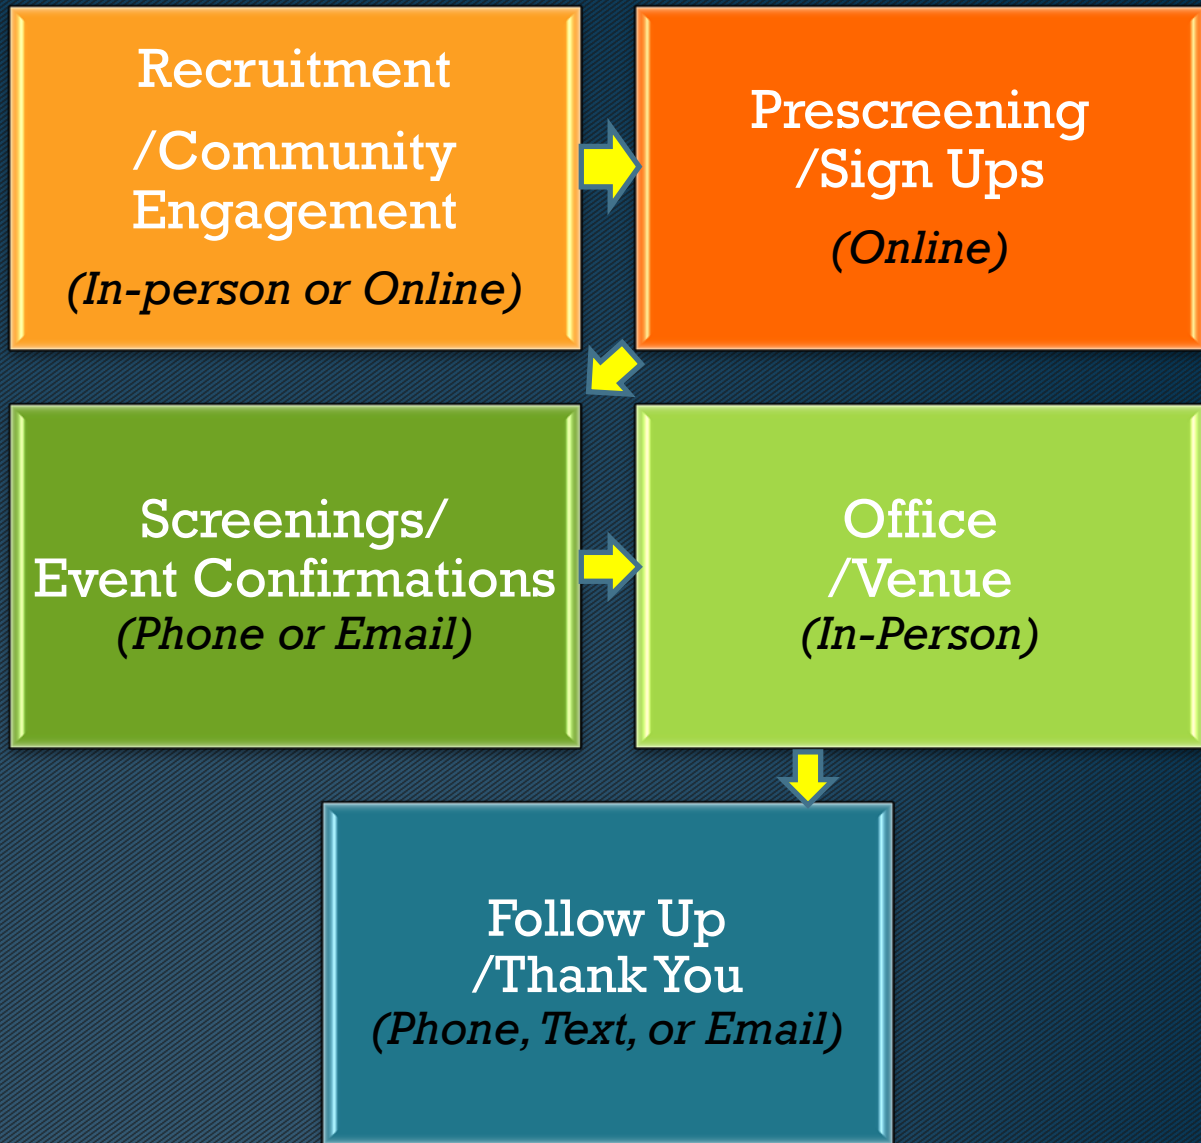 Recruitment
/Community
Engagement
(In-person or Online)
Prescreening
/Sign Ups
(Online)
Screenings/
Event Confirmations
(Phone or Email)
Office
/Venue
(In-Person)
Follow Up
/Thank You
(Phone, Text, or Email)